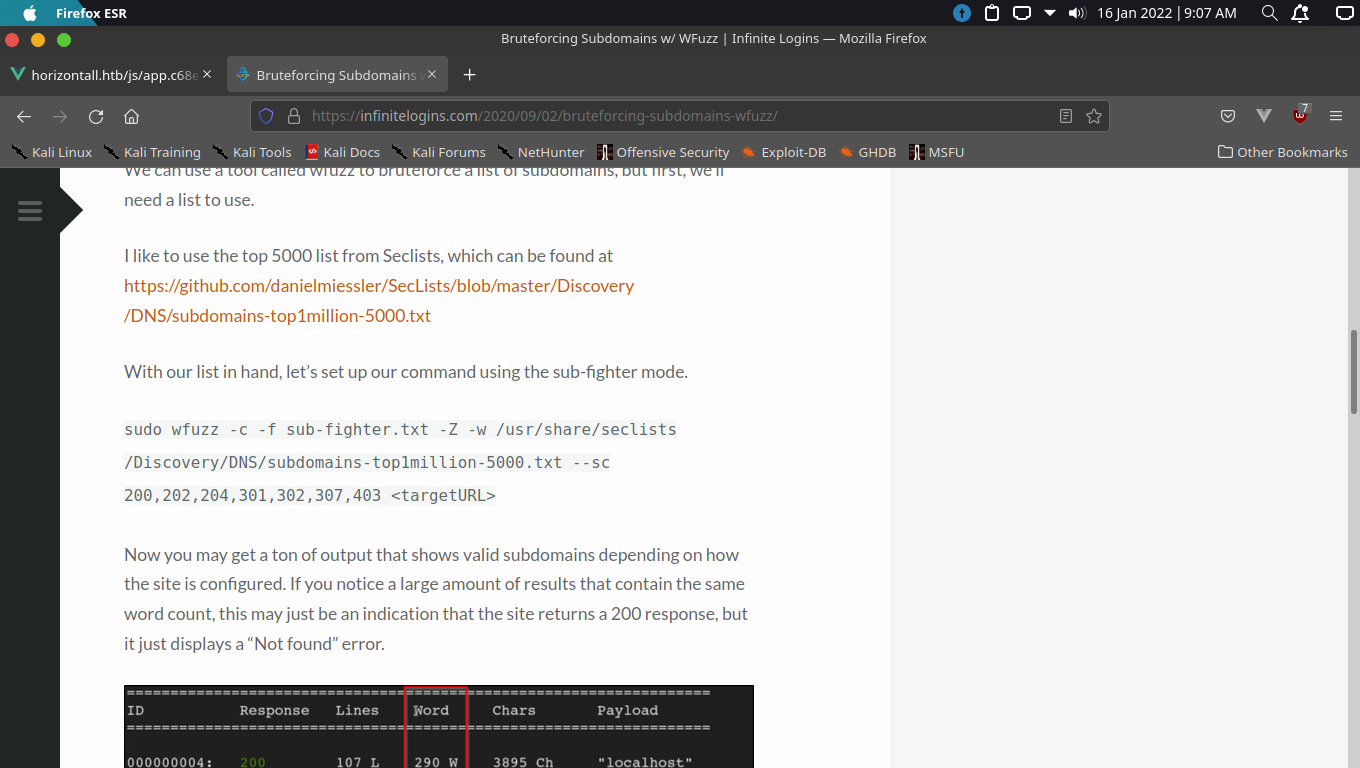 Firefox ESR
16 Jan 2022 | 9:07 AM
Bruteforcing Subdomains w/ WFuzz | Infinite Logins — Mozilla Firefox
horizontall.htb/js/app.c68e
Bruteforcing Subdomains w
https://infinitelogins.com/2020/09/02/bruteforcing-subdomains-wfuzz/
7
Kali Linux Kali Training Kali Tools Kali Docs Kali Forums NetHunter Offensive Security Exploit-DB GHDB MSFU Other Bookmarks
We can use a tool called wfuzz to bruteforce a list of subdomains, but first, we'll
need a list to use.
I like to use the top 5000 list from Seclists, which can be found at
https://github.com/danielmiessler/SecLists/blob/master/Discovery
/DNS/subdomains-top1million-5000.txt
With our list in hand, let’s set up our command using the sub-fighter mode.
sudo wfuzz -c -f sub-fighter.txt -Z -w /usr/share/seclists
/Discovery/DNS/subdomains-top1million-5000.txt --sc
200,202,204,301,302,307,403 <targetURL>
Now you may get a ton of output that shows valid subdomains depending on how
the site is configured. If you notice a large amount of results that contain the same
word count, this may just be an indication that the site returns a 200 response, but
it just displays a “Not found” error.
ID Response Lines Word Chars Payload
000000004: 200 107 L 290 W 3895 Ch "localhost"